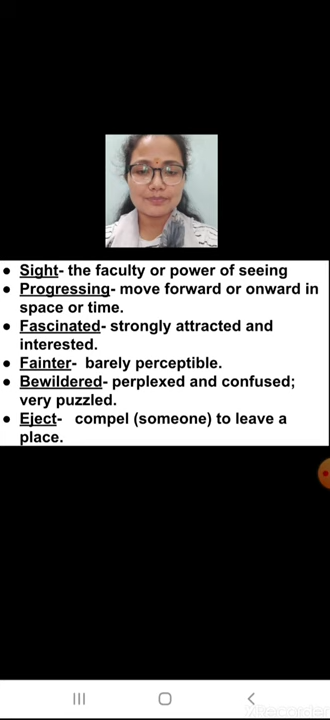 ● Sight- the faculty or power of seeing
● Progressing- move forward or onward in
space or time.
● Fascinated- strongly attracted and
interested.
● Fainter-  barely perceptible.
● Bewildered- perplexed and confused;
very puzzled.
● Eject-   compel (someone) to leave a
place.
XRecorder